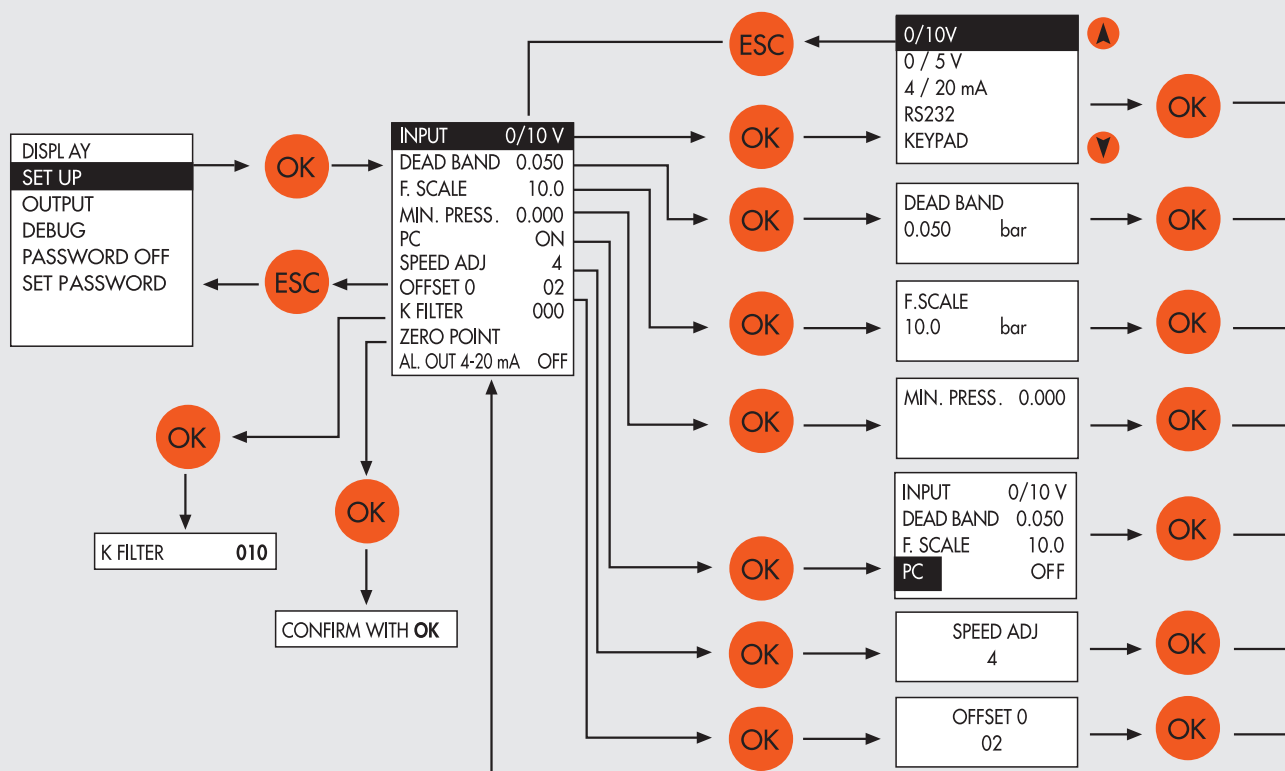 DISPLAY
SET UP
OUTPUT
DEBUG
PASSWORD OFF
SET PASSWORD
OK
ESC
INPUT 0/10 V
DEAD BAND 0.050
F. SCALE 10.0
MIN. PRESS. 0.000
PC ON
SPEED ADJ 4
OFFSET 0 02
K FILTER 000
ZERO POINT
AL. OUT 4-20 mA OFF
OK
K FILTER 010
OK
CONFIRM WITH OK
ESC
OK
0/10V
0 / 5 V
4 / 20 mA
RS232
KEYPAD
OK
OK
DEAD BAND
0.050 bar
OK
OK
F.SCALE
10.0 bar
OK
OK
MIN. PRESS. 0.000
OK
OK
INPUT 0/10 V
DEAD BAND 0.050
F. SCALE 10.0
PC OFF
OK
OK
SPEED ADJ
4
OK
OK
OFFSET 0
02
OK